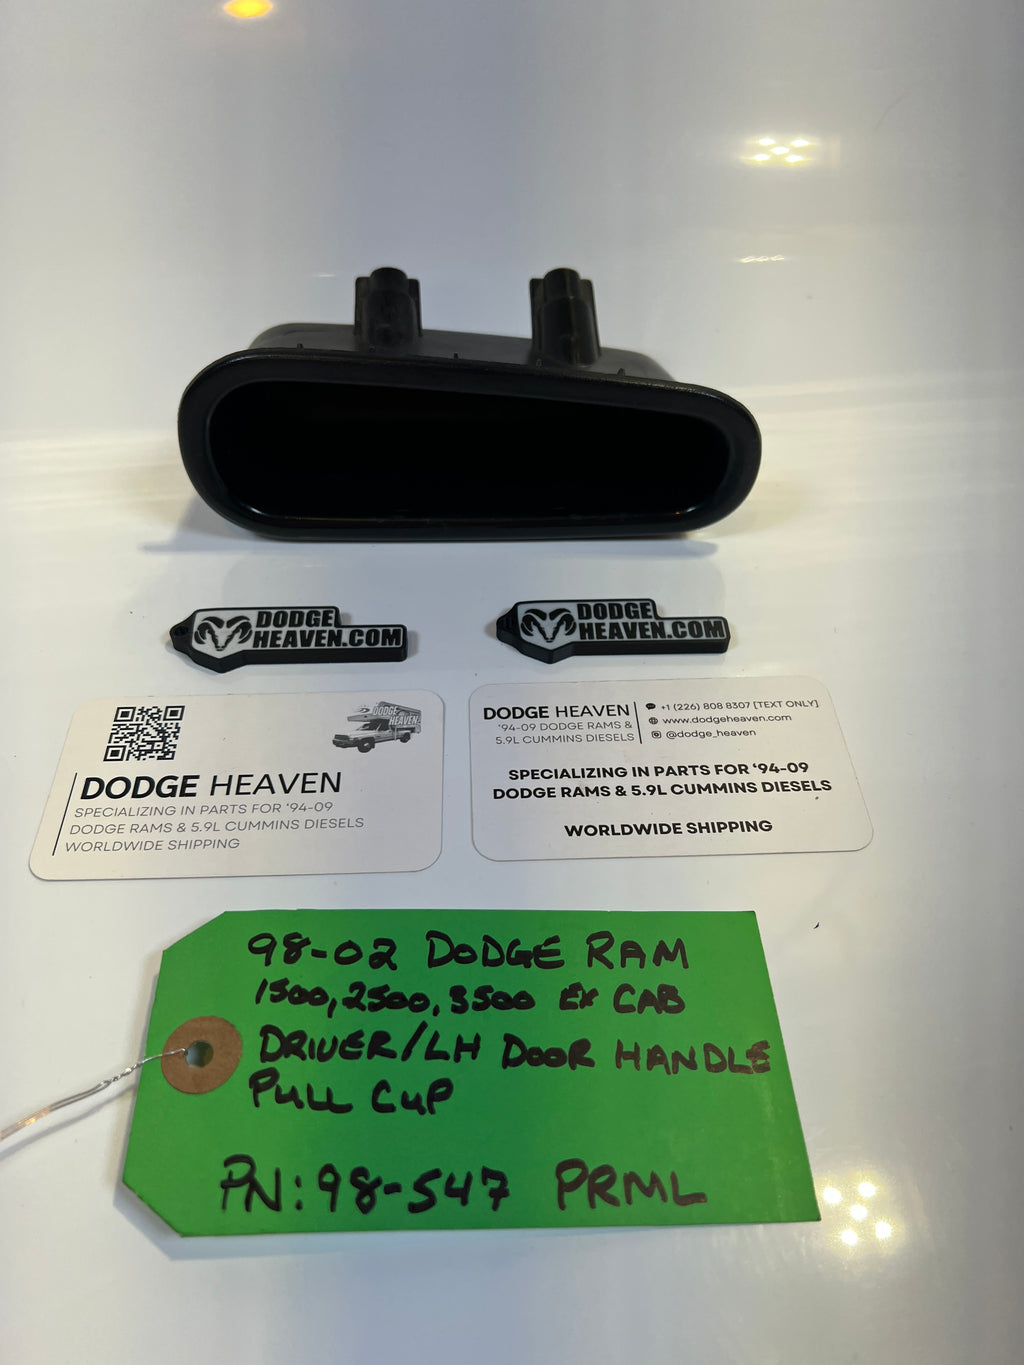 DODGE
HEAVEN.COM
DODGE
HEAVEN.COM
DODGE
HEAVEN
DODGE HEAVEN
SPECIALIZING IN PARTS FOR ‘94-09
DODGE RAMS & 5.9L CUMMINS DIESELS
WORLDWIDE SHIPPING
DODGE HEAVEN
‘94-09 DODGE RAMS &
5.9L CUMMINS DIESELS
+1 (226) 808 8307 [TEXT ONLY]
www.dodgeheaven.com
@dodge_heaven
SPECIALIZING IN PARTS FOR ‘94-09
DODGE RAMS & 5.9L CUMMINS DIESELS
WORLDWIDE SHIPPING
98-02 DODGE RAM
1500, 2500, 3500 EX CAB
DRIVER/LH DOOR HANDLE
PULL CUP
PN: 98-547 PRML